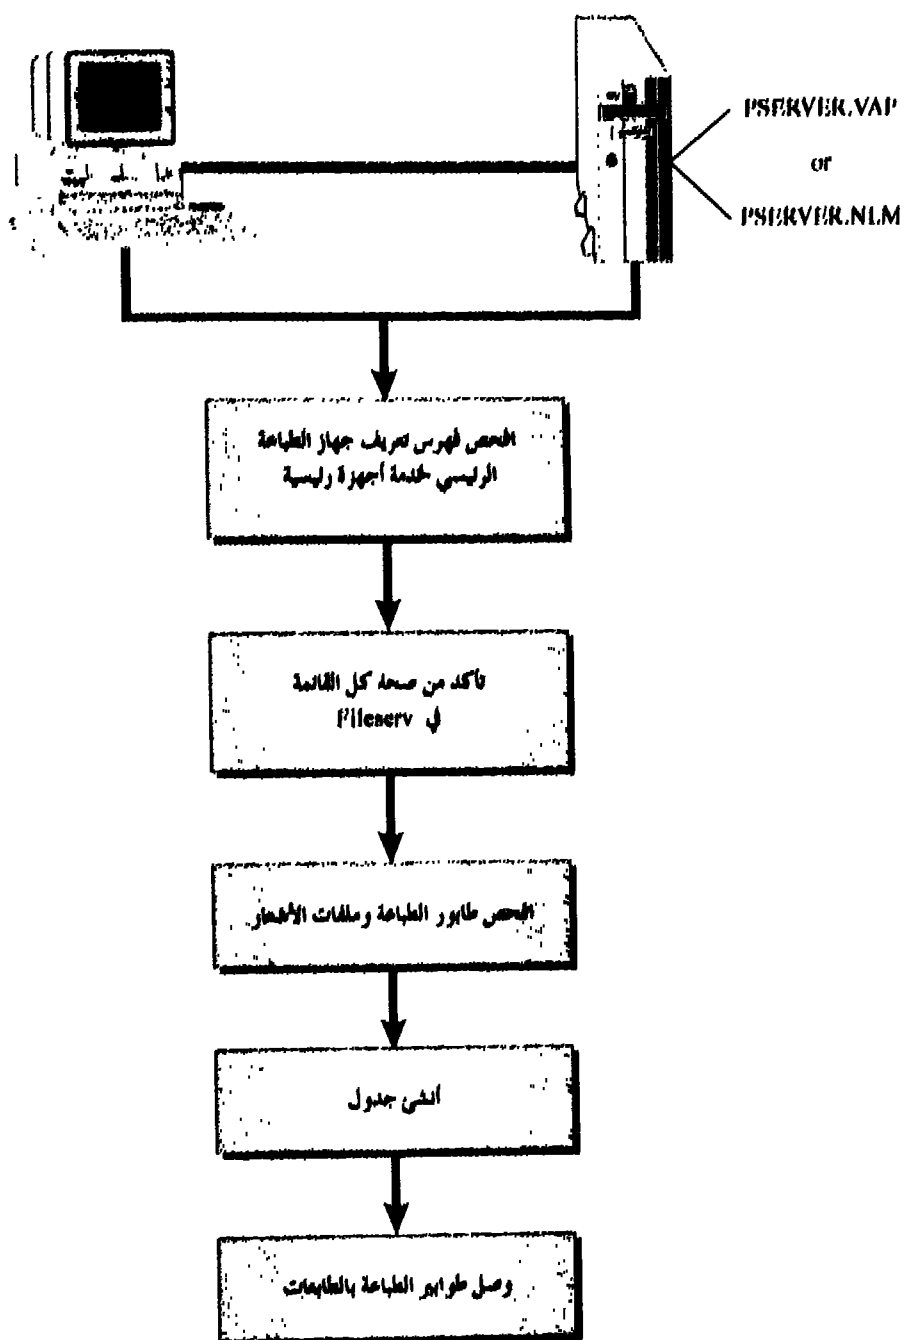 PSERVER.VAP
or
PSERVER.NLM
افحص فهرس تعريف جهاز الطباعة
الرئيسي خدمة أجهزة رئيسية
تأكد من صحة كل القائمة
في Fileserv
افحص طابور الطباعة وملفات الأشعار
أنشئ جدول
وصل طوابير الطباعة بالطابعات